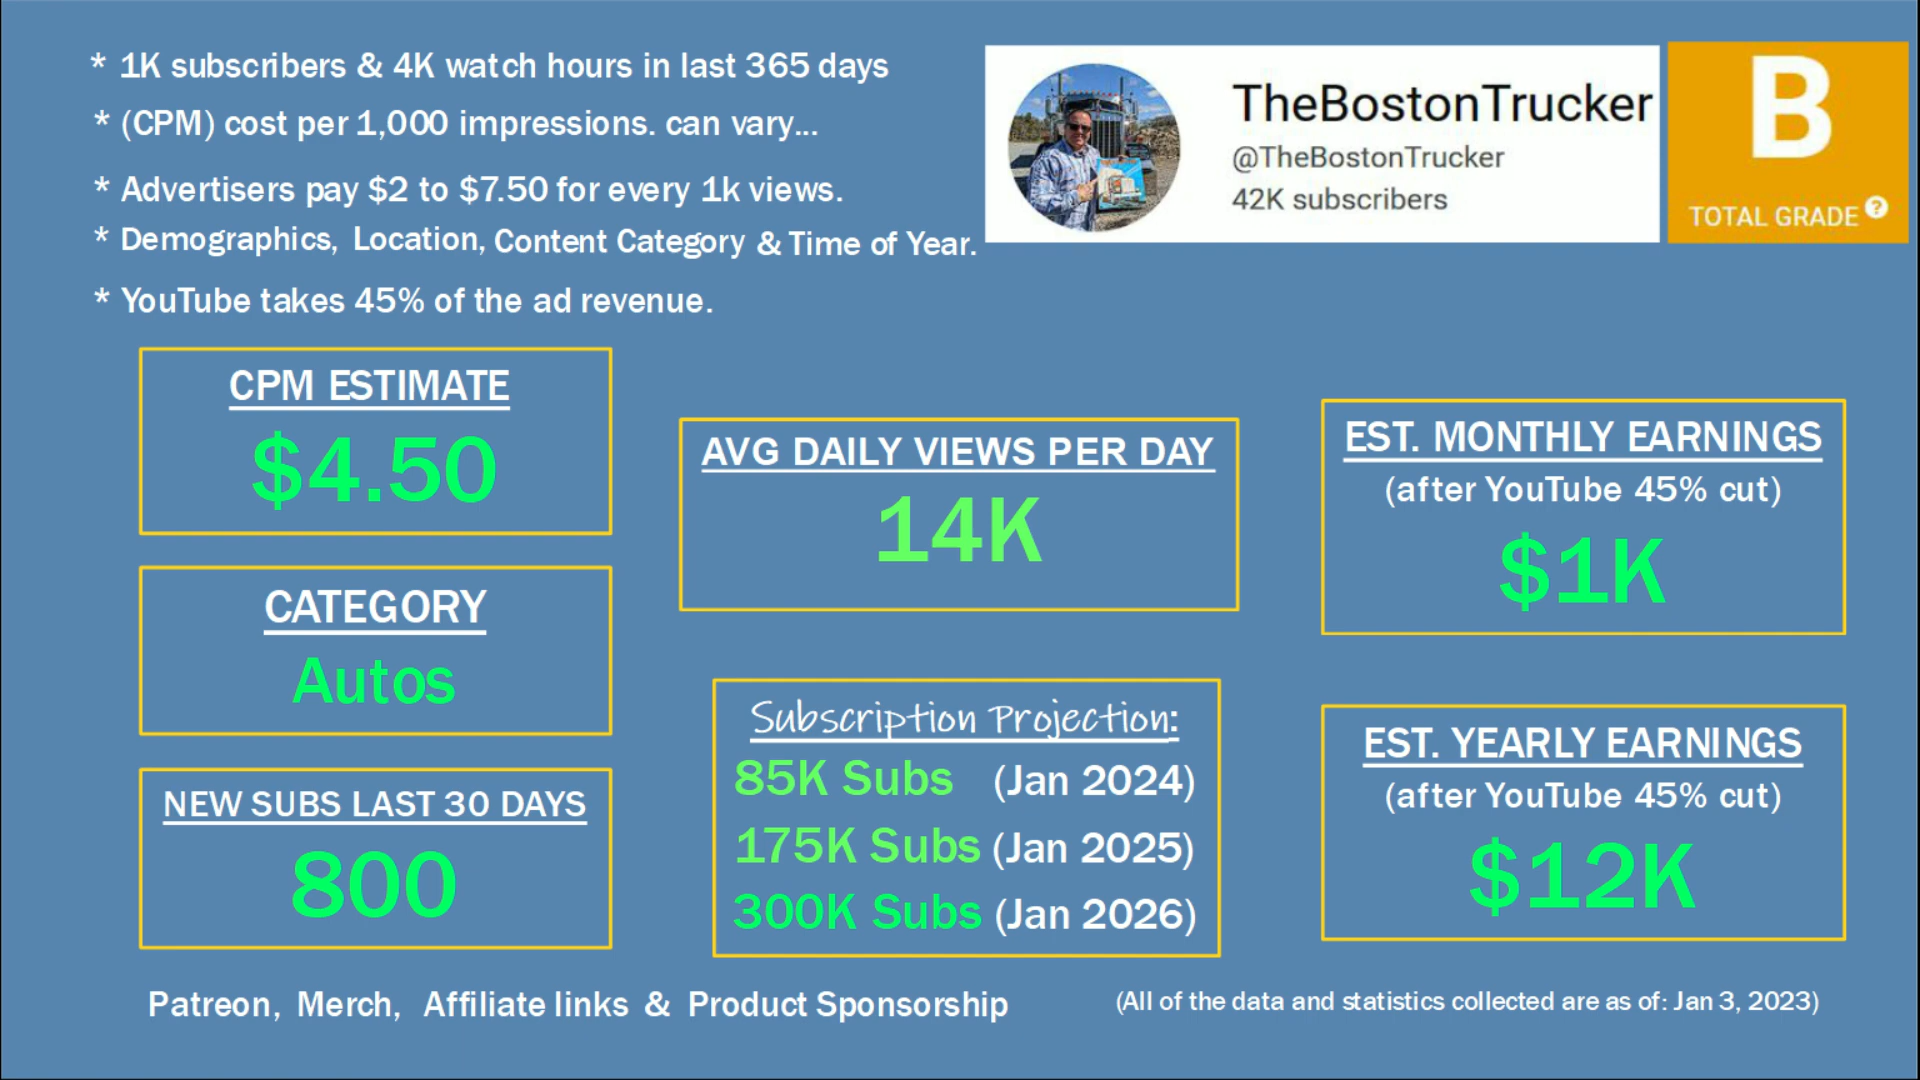 * 1K subscribers & 4K watch hours in last 365 days
* (CPM) cost per 1,000 impressions. can vary...
* Advertisers pay $2 to $7.50 for every 1k views.
* Demographics, Location, Content Category & Time of Year.
* YouTube takes 45% of the ad revenue.
TheBostonTrucker
@TheBostonTrucker
42K subscribers
B
TOTAL GRADE ?
CPM ESTIMATE
$4.50
CATEGORY
Autos
NEW SUBS LAST 30 DAYS
800
AVG DAILY VIEWS PER DAY
14K
Subscription Projection:
85K Subs (Jan 2024)
175K Subs (Jan 2025)
300K Subs (Jan 2026)
EST. MONTHLY EARNINGS
(after YouTube 45% cut)
$1K
EST. YEARLY EARNINGS
(after YouTube 45% cut)
$12K
Patreon, Merch, Affiliate links & Product Sponsorship
(All of the data and statistics collected are as of: Jan 3, 2023)